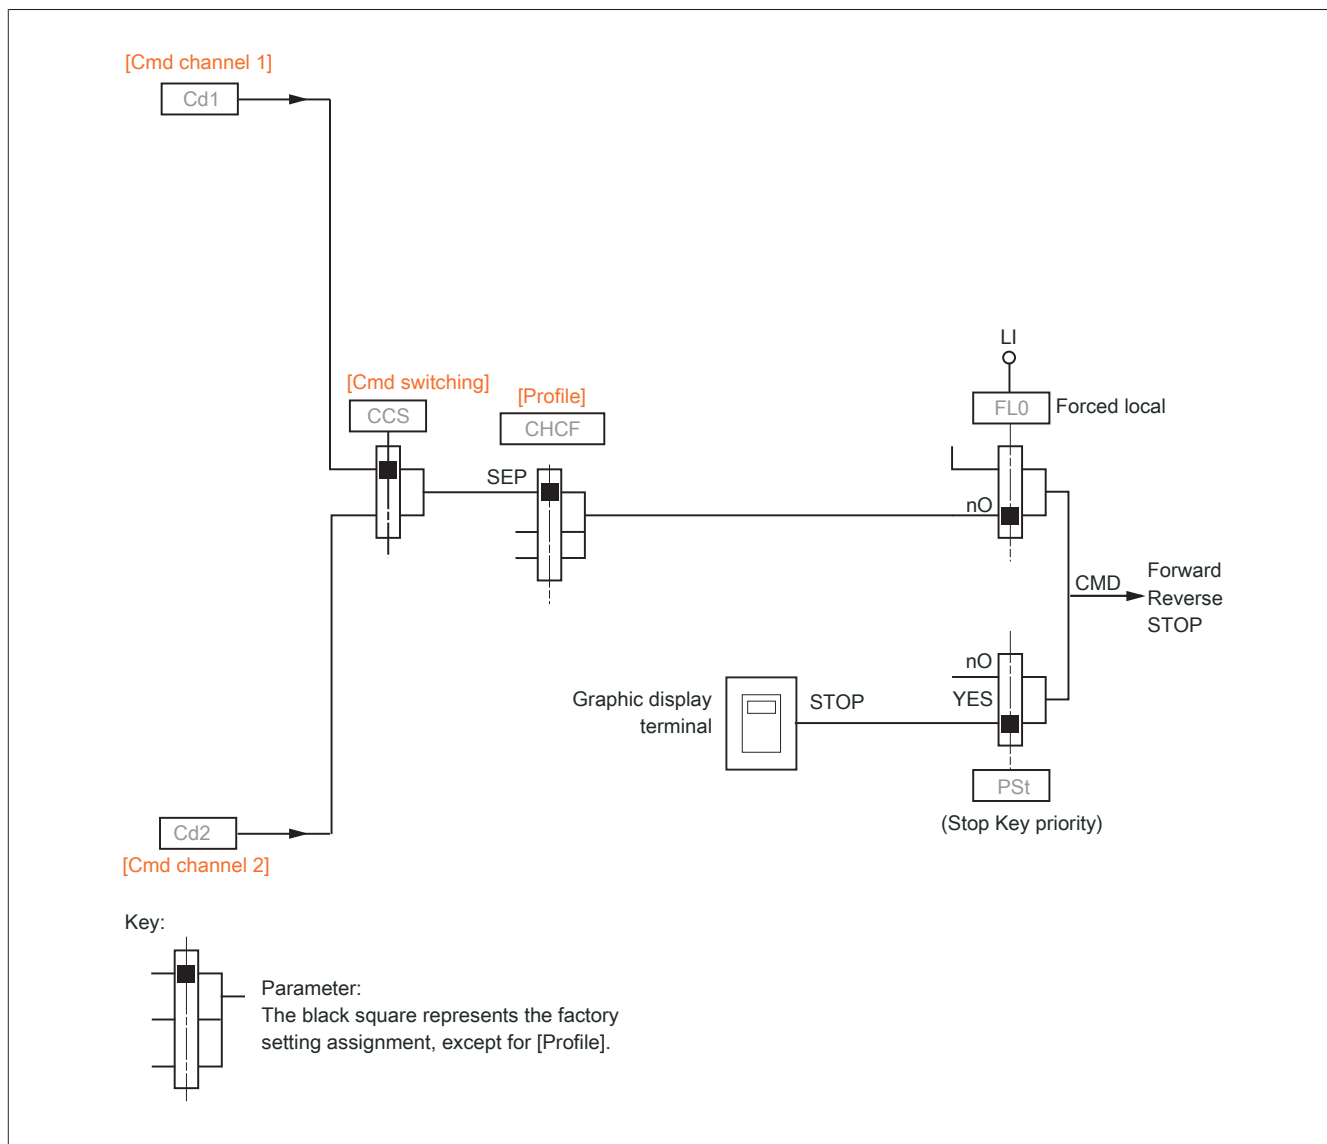 [Cmd channel 1]
Cd1
LI
[Cmd switching]
[Profile]
CCS
CHCF
FL0
Forced local
SEP
nO
CMD
Forward
Reverse
STOP
nO
Graphic display
terminal
STOP
YES
PSt
(Stop Key priority)
Cd2
[Cmd channel 2]
Key:
Parameter:
The black square represents the factory
setting assignment, except for [Profile].